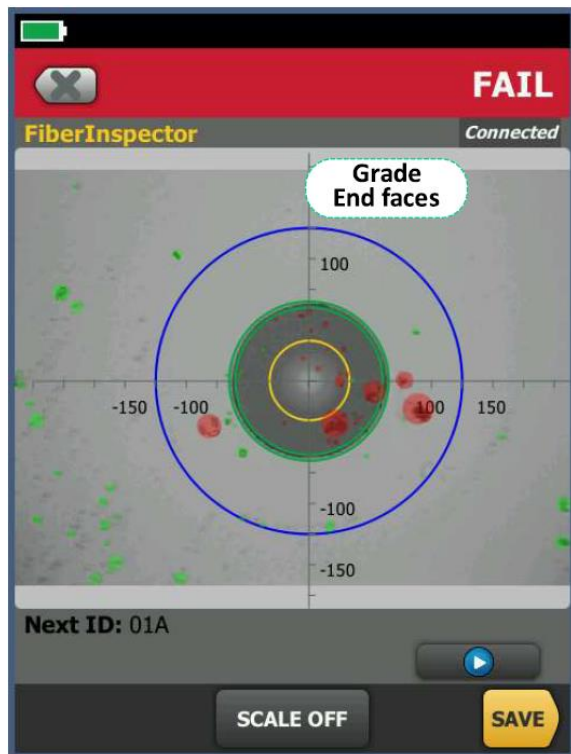 FAIL
FiberInspector
Connected
Grade
End faces
100
-150 -100 100 150
-100
-150
Next ID: 01A
SCALE OFF
SAVE